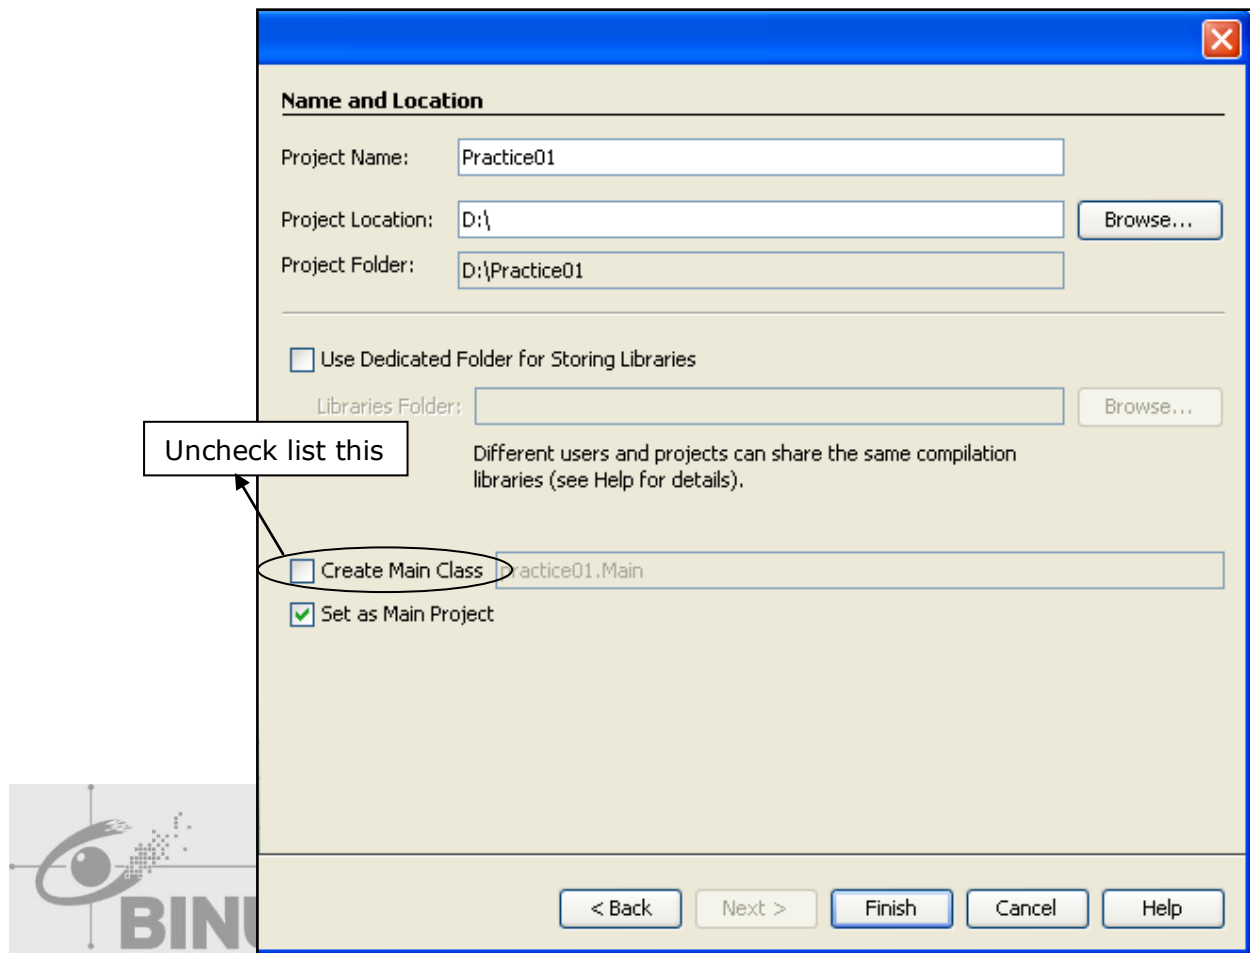 Name and Location
Project Name: Practice01
Project Location: D:\ Browse...
Project Folder: D:\Practice01
Use Dedicated Folder for Storing Libraries
Libraries Folder: Browse...
Uncheck list this
Different users and projects can share the same compilation
libraries (see Help for details).
Create Main Class practice01.Main
Set as Main Project
< Back Next > Finish Cancel Help
BINU